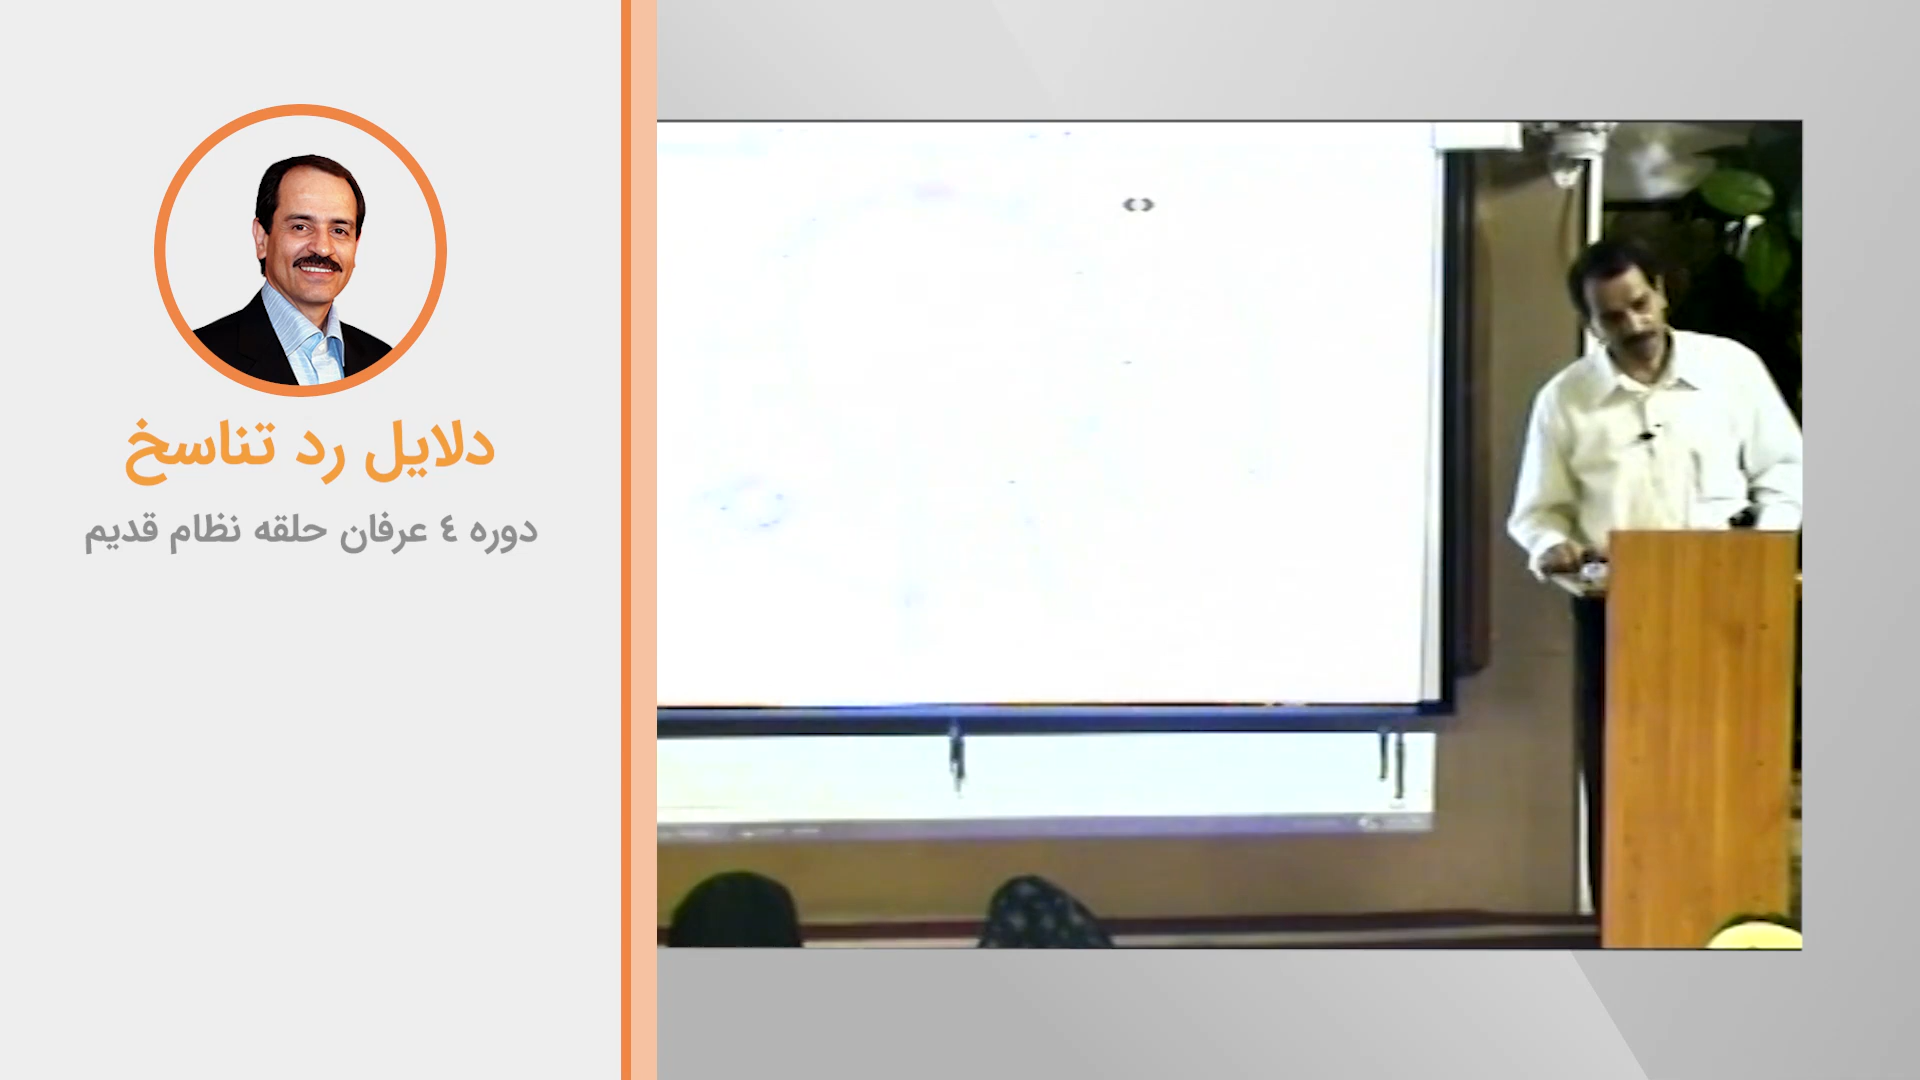 دلایل رد تناسخ
دوره ٤ عرفان حلقه نظام قدیم